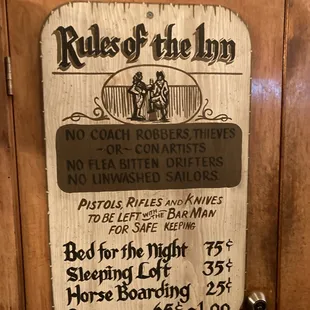 Rules of the Inn
NO COACH ROBBERS, THIEVES
-OR- CON ARTISTS
NO FLEA BITTEN DRIFTERS
NO UNWASHED SAILORS
PISTOLS, RIFLES AND KNIVES
TO BE LEFT WITH THE BAR MAN
FOR SAFE KEEPING
Bed for the Night 75¢
Sleeping Loft 35¢
Horse Boarding 25¢